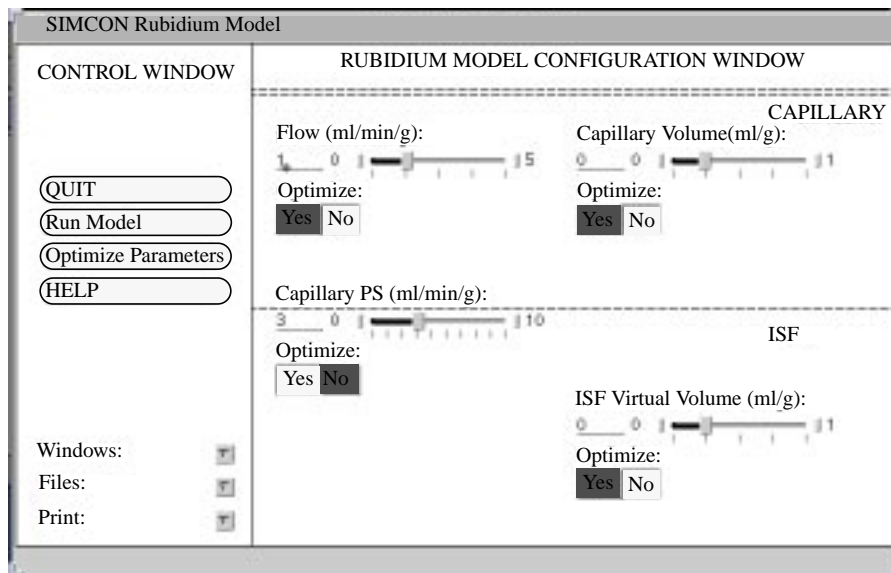 SIMCON Rubidium Model
CONTROL WINDOW
QUIT
Run Model
Optimize Parameters
HELP
Windows:
Files:
Print:
RUBIDIUM MODEL CONFIGURATION WINDOW
CAPILLARY
Flow (ml/min/g):
1 0 5
Optimize:
Yes No
Capillary Volume(ml/g):
0 0 1
Optimize:
Yes No
Capillary PS (ml/min/g):
3 0 10
Optimize:
Yes No
ISF
ISF Virtual Volume (ml/g):
0 0 1
Optimize:
Yes No